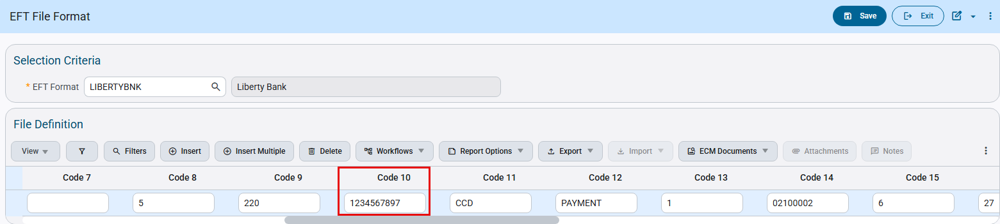 EFT File Format
Save Exit
Selection Criteria
* EFT Format LIBERTYBNK Liberty Bank
File Definition
View Filters Insert Insert Multiple Delete Workflows Report Options Export Import ECM Documents Attachments Notes
Code 7 Code 8 Code 9 Code 10 Code 11 Code 12 Code 13 Code 14 Code 15
5 220 1234567897 CCD PAYMENT 1 02100002 6 27